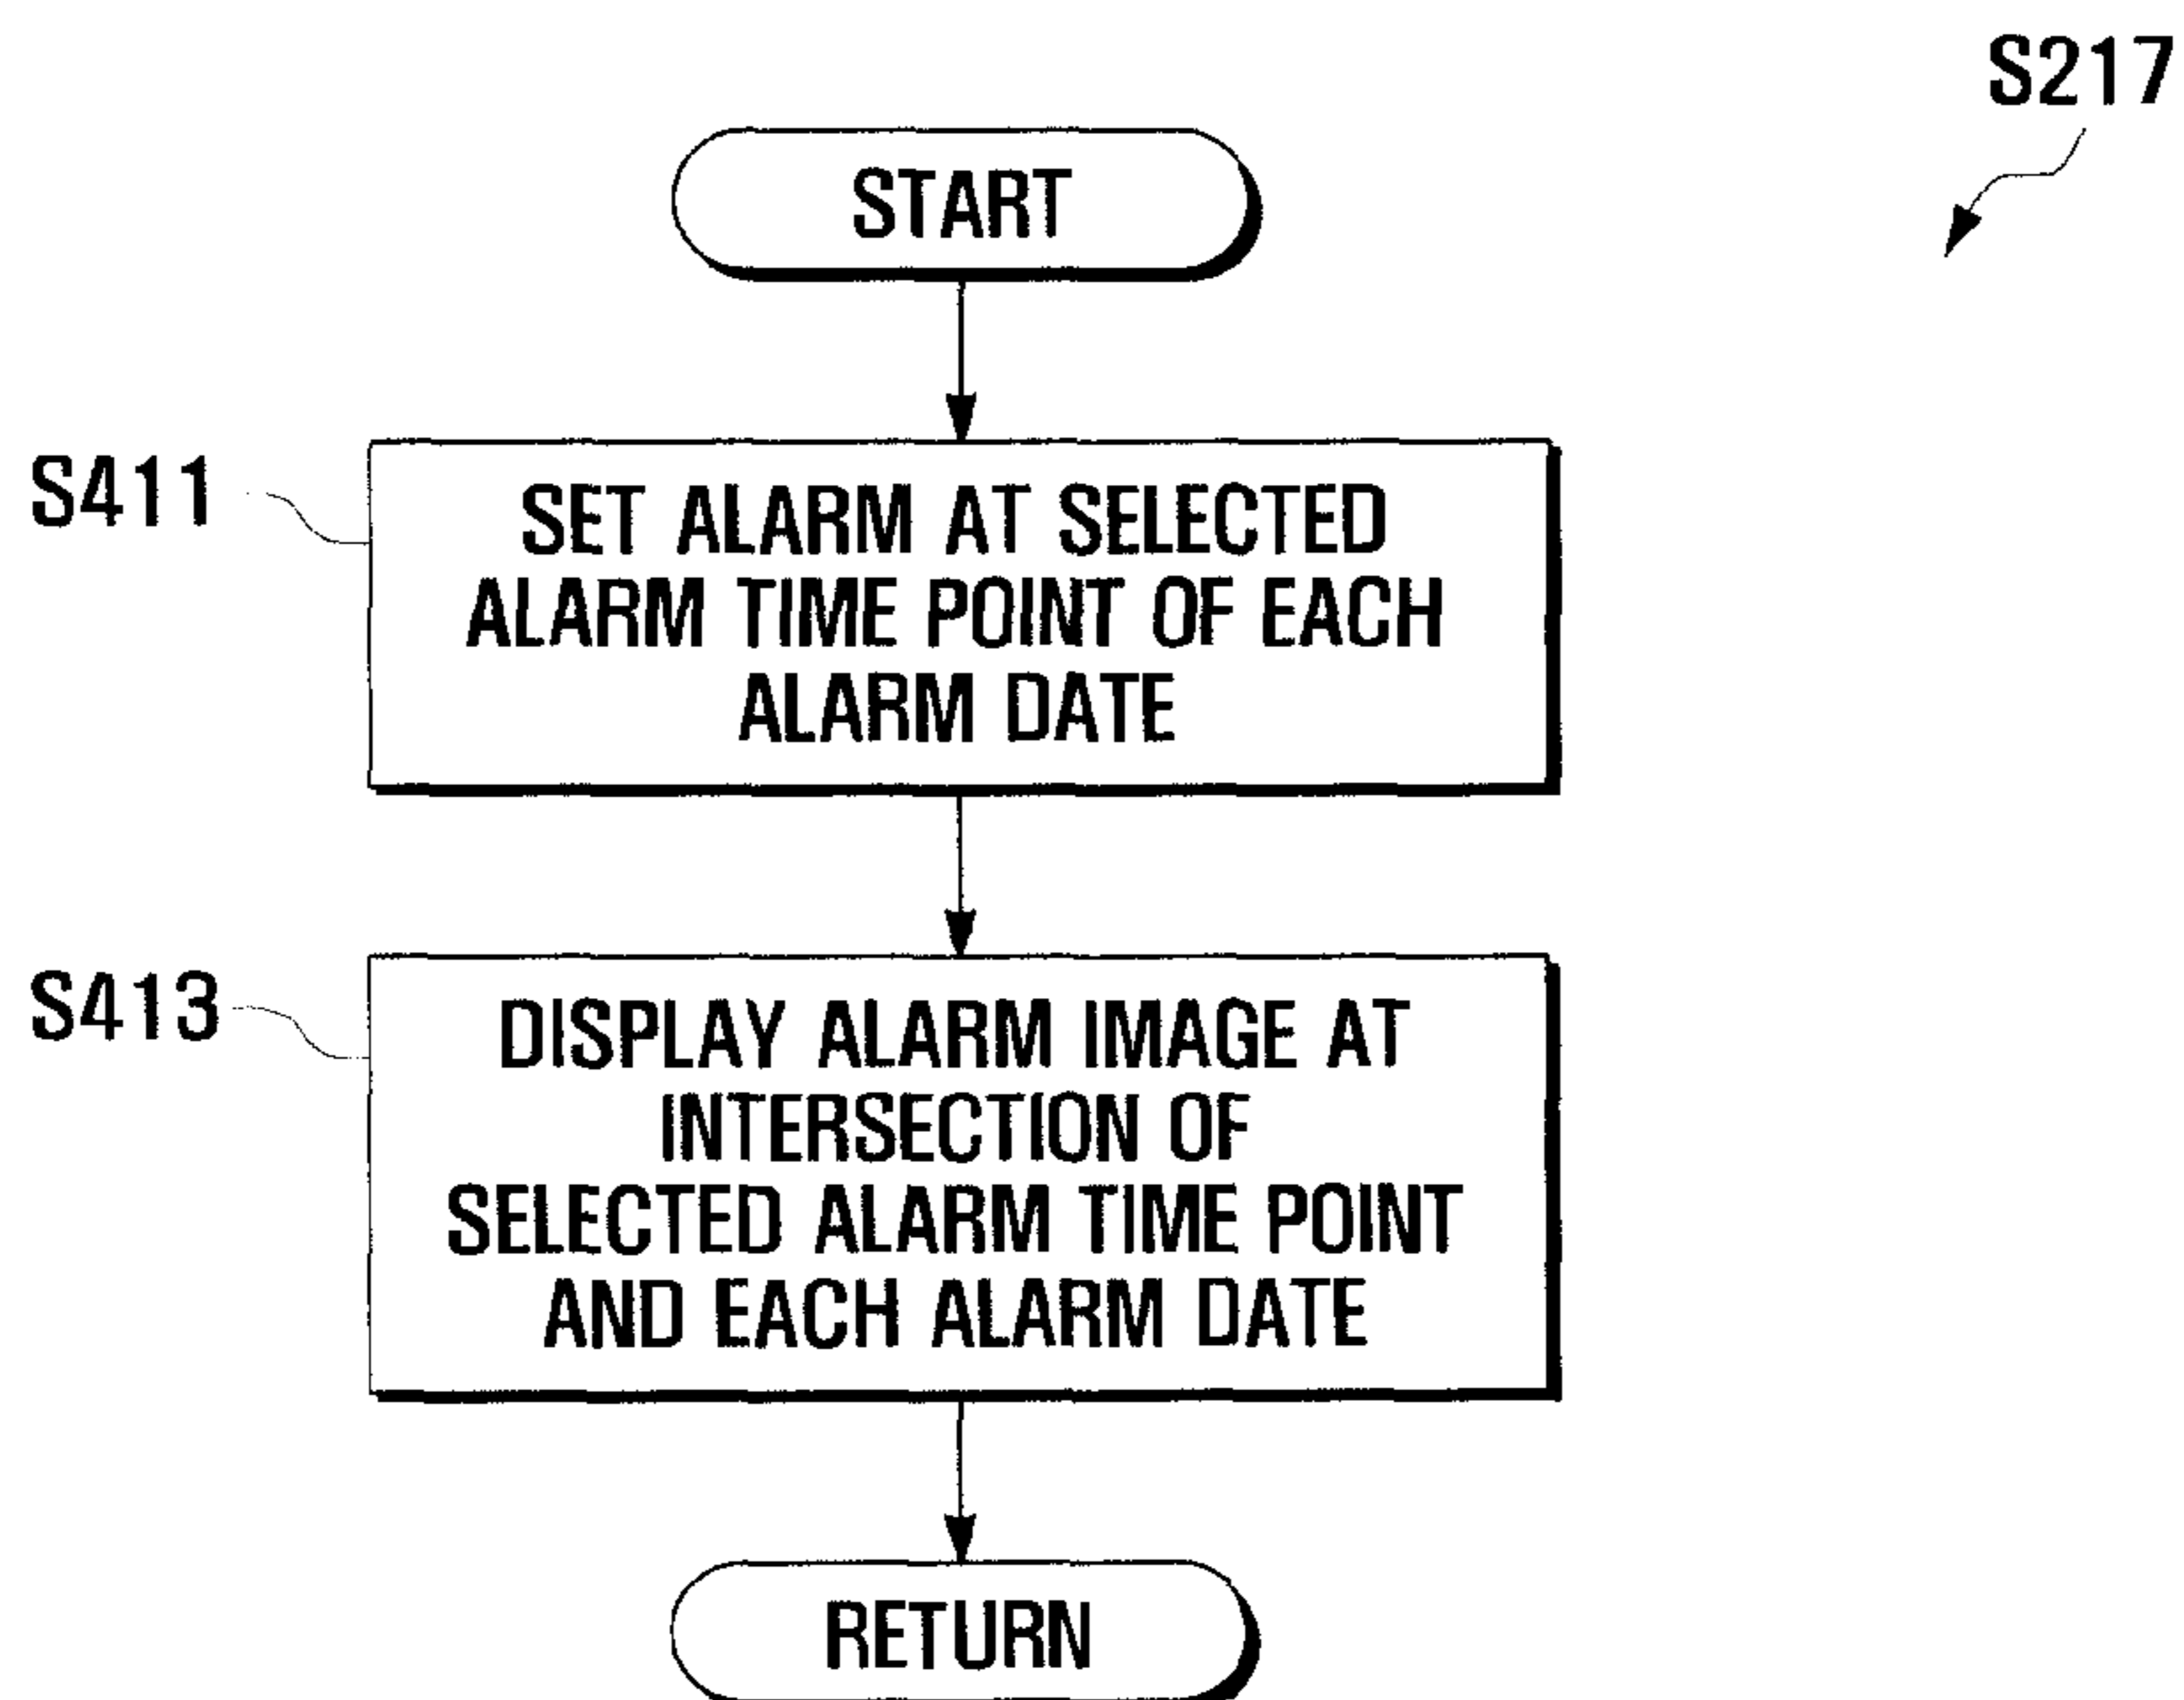 S217
START
S411
SET ALARM AT SELECTED
ALARM TIME POINT OF EACH
ALARM DATE
S413
DISPLAY ALARM IMAGE AT
INTERSECTION OF
SELECTED ALARM TIME POINT
AND EACH ALARM DATE
RETURN